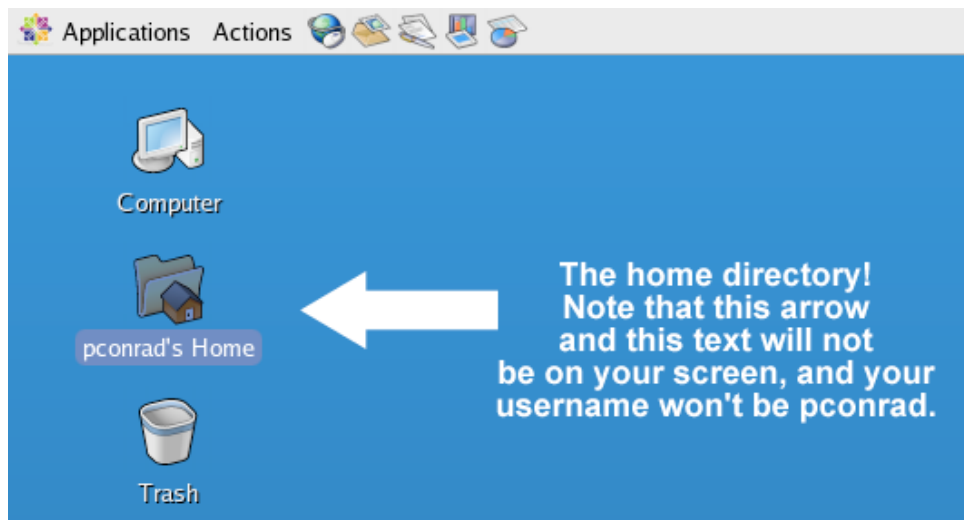 Applications Actions
Computer
pconrad's Home
The home directory!
Note that this arrow
and this text will not
be on your screen, and your
username won't be pconrad.
Trash